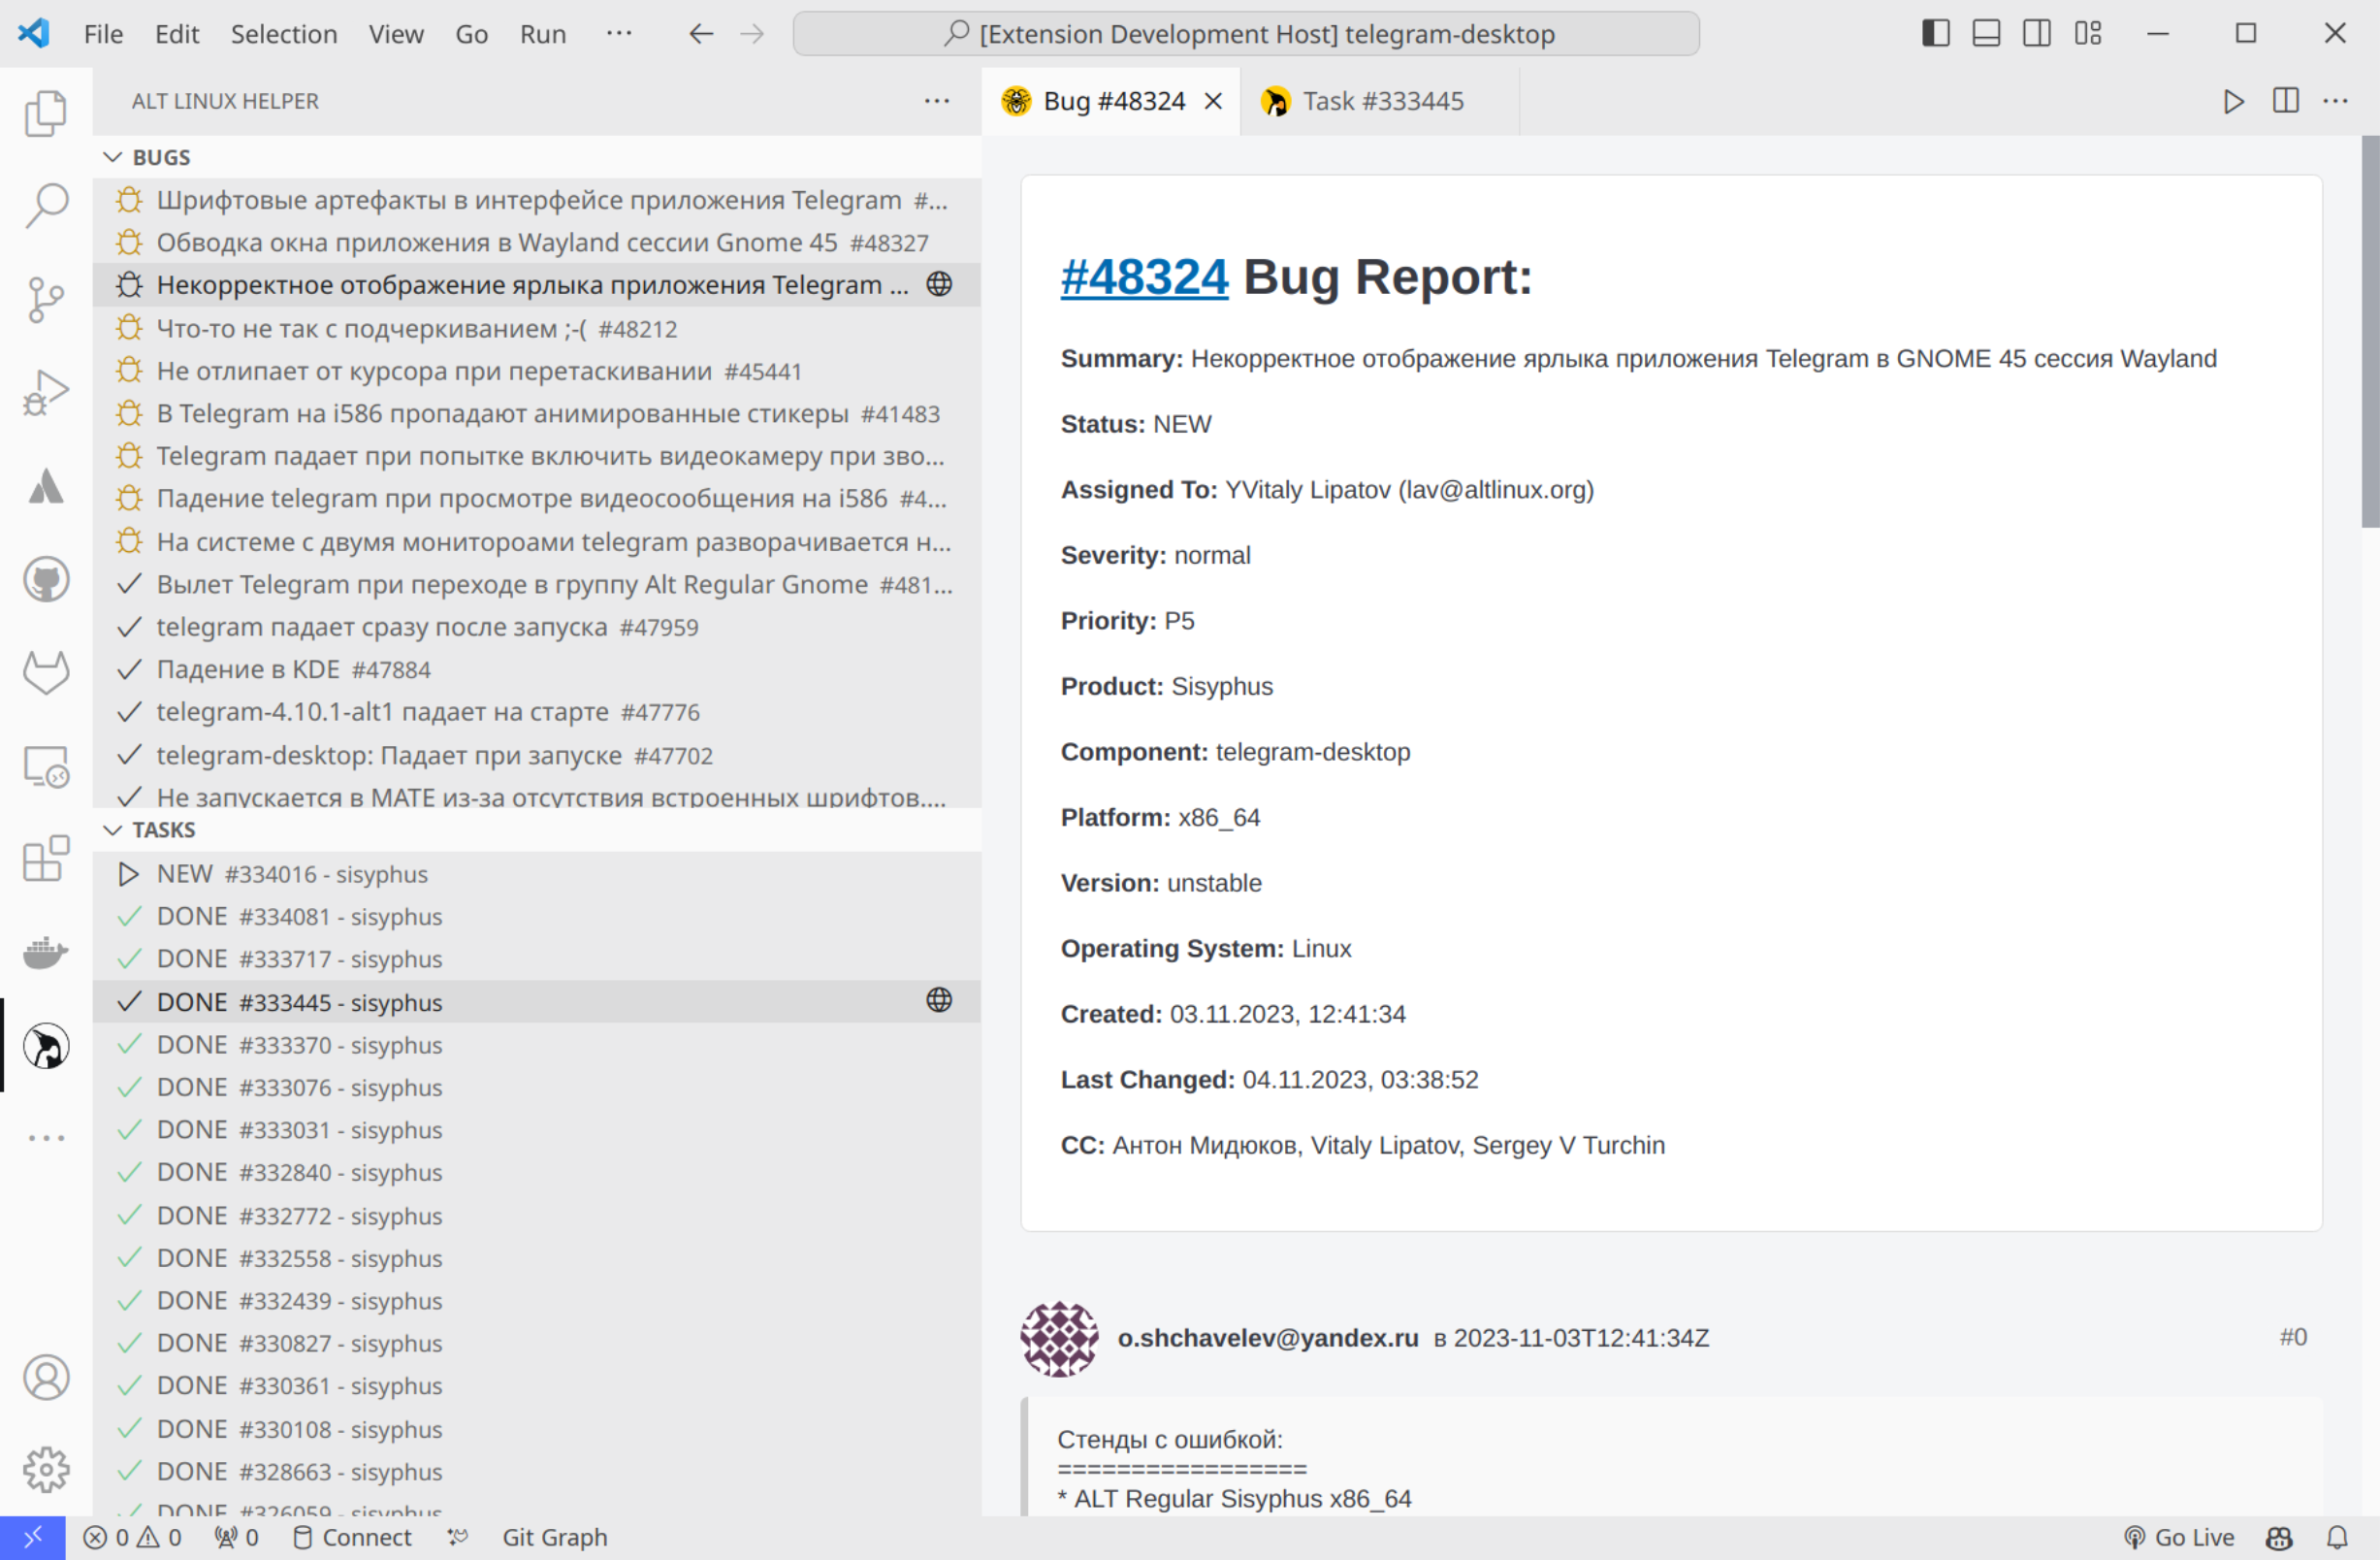 File Edit Selection View Go Run ··· [Extension Development Host] telegram-desktop
ALT LINUX HELPER
BUGS
Шрифтовые артефакты в интерфейсе приложения Telegram #...
Обводка окна приложения в Wayland сессии Gnome 45 #48327
Некорректное отображение ярлыка приложения Telegram ...
Что-то не так с подчеркиванием ;-( #48212
Не отлипает от курсора при перетаскивании #45441
В Telegram на i586 пропадают анимированные стикеры #41483
Telegram падает при попытке включить видеокамеру при зво...
Падение telegram при просмотре видеосообщения на i586 #4...
На системе с двумя монитороами telegram разворачивается н...
Вылет Telegram при переходе в группу Alt Regular Gnome #481...
telegram падает сразу после запуска #47959
Падение в KDE #47884
telegram-4.10.1-alt1 падает на старте #47776
telegram-desktop: Падает при запуске #47702
Не запускается в MATE из-за отсутствия встроенных шрифтов....
TASKS
NEW #334016 - sisyphus
DONE #334081 - sisyphus
DONE #333717 - sisyphus
DONE #333445 - sisyphus
DONE #333370 - sisyphus
DONE #333076 - sisyphus
DONE #333031 - sisyphus
DONE #332840 - sisyphus
DONE #332772 - sisyphus
DONE #332558 - sisyphus
DONE #332439 - sisyphus
DONE #330827 - sisyphus
DONE #330361 - sisyphus
DONE #330108 - sisyphus
DONE #328663 - sisyphus
DONE #326059 - sisyphus
Bug #48324 Task #333445
#48324 Bug Report:
Summary: Некорректное отображение ярлыка приложения Telegram в GNOME 45 сессия Wayland
Status: NEW
Assigned To: YVitaly Lipatov (lav@altlinux.org)
Severity: normal
Priority: P5
Product: Sisyphus
Component: telegram-desktop
Platform: x86_64
Version: unstable
Operating System: Linux
Created: 03.11.2023, 12:41:34
Last Changed: 04.11.2023, 03:38:52
CC: Антон Мидюков, Vitaly Lipatov, Sergey V Turchin
o.shchavelev@yandex.ru в 2023-11-03T12:41:34Z #0
Стенды с ошибкой:
=================
* ALT Regular Sisyphus x86_64
0 0 0 Connect Git Graph Go Live